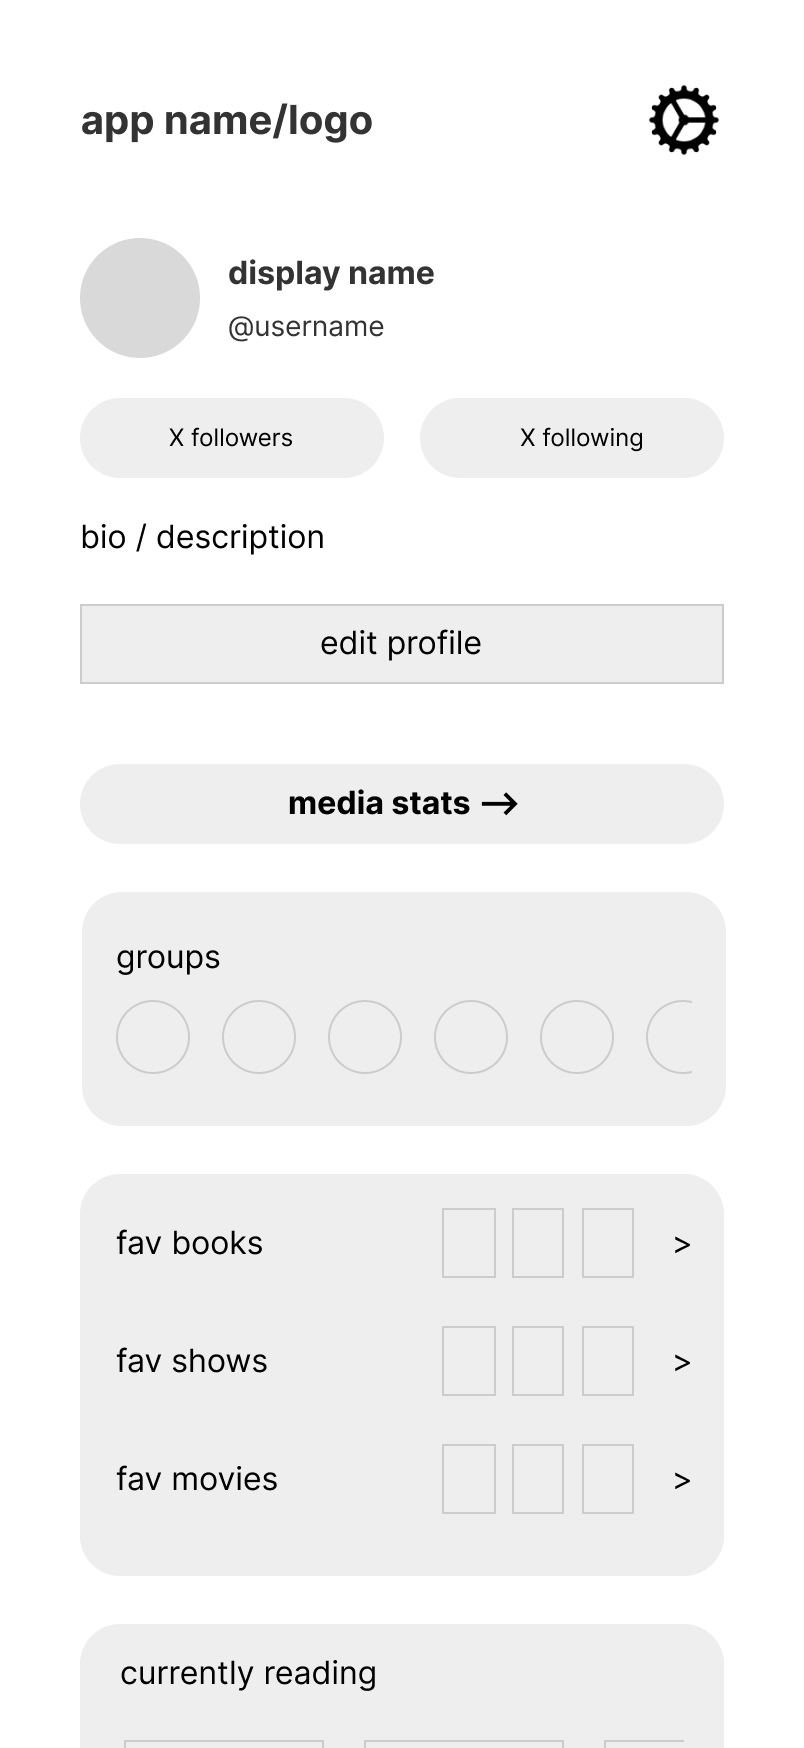 app name/logo
display name
@username
X followers
X following
bio / description
edit profile
media stats →
groups
fav books
>
fav shows
>
fav movies
>
currently reading